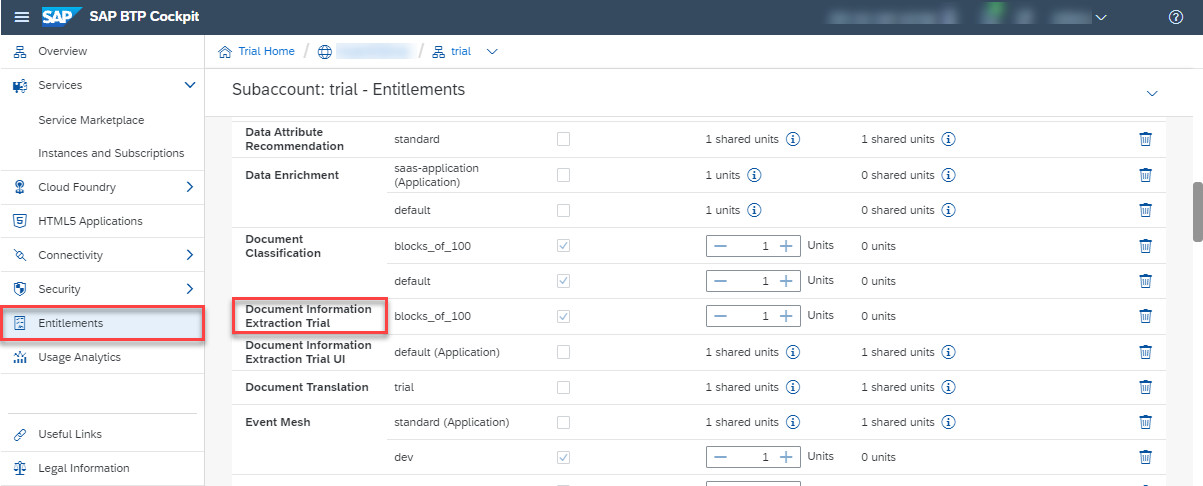 SAP SAP BTP Cockpit
Overview
Trial Home / / trial
Services
Subaccount: trial - Entitlements
Service Marketplace
Instances and Subscriptions
Cloud Foundry
HTML5 Applications
Connectivity
Security
Entitlements
Usage Analytics
Useful Links
Legal Information
Data Attribute
Recommendation
standard
1 shared units
1 shared units
Data Enrichment
saas-application
(Application)
1 units
0 shared units
default
1 units
0 shared units
Document
Classification
blocks_of_100
1 Units
0 units
default
1 Units
0 units
Document Information
Extraction Trial
blocks_of_100
1 Units
0 units
Document Information
Extraction Trial UI
default (Application)
1 shared units
1 shared units
Document Translation
trial
1 shared units
1 shared units
Event Mesh
standard (Application)
1 shared units
1 shared units
dev
1 Units
0 units